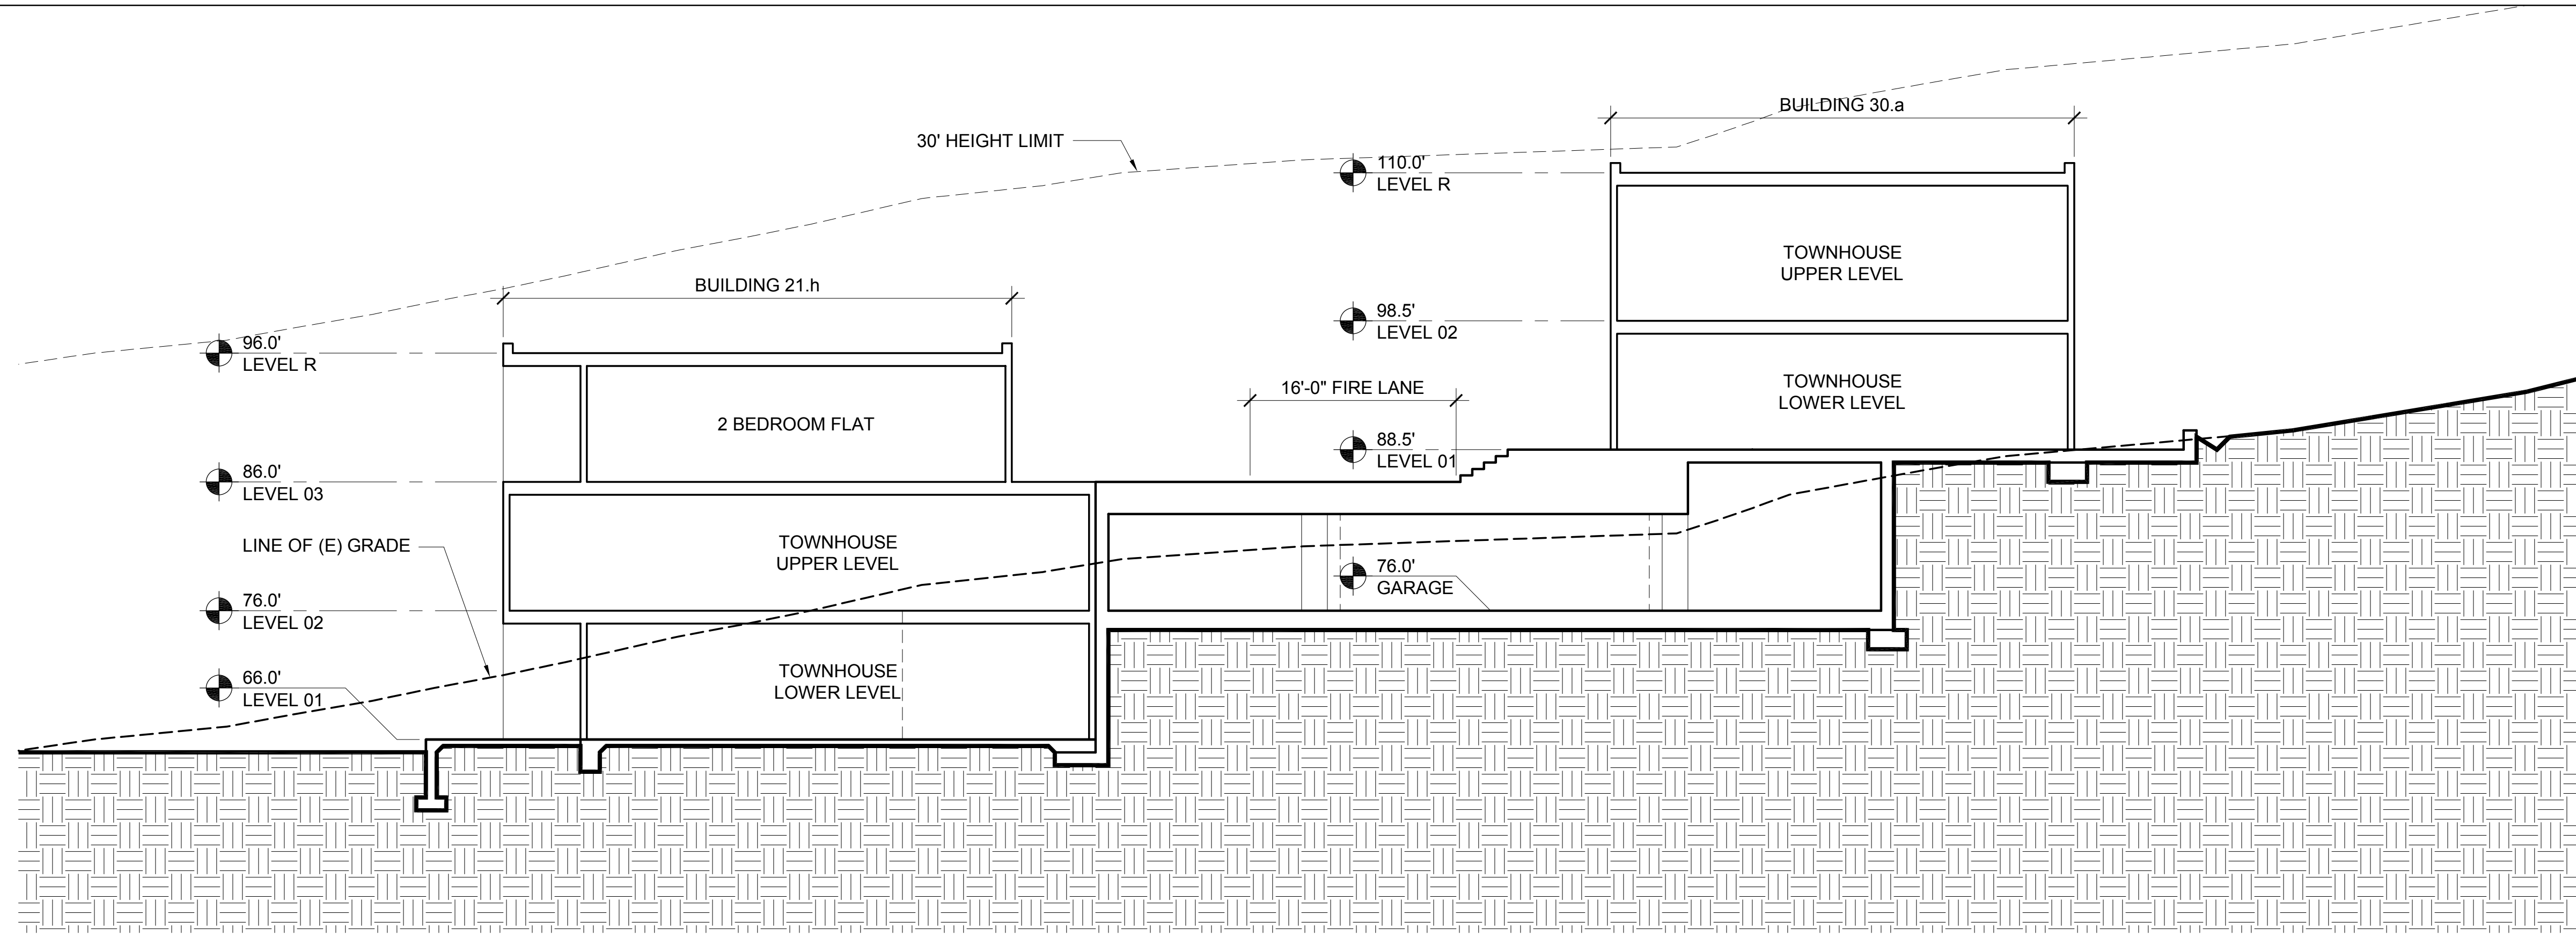 BUILDING 30.a
30' HEIGHT LIMIT
110.0'
LEVEL R
TOWNHOUSE
UPPER LEVEL
BUILDING 21.h
98.5'
LEVEL 02
96.0'
LEVEL R
16'-0" FIRE LANE
TOWNHOUSE
LOWER LEVEL
2 BEDROOM FLAT
88.5'
LEVEL 01
86.0'
LEVEL 03
LINE OF (E) GRADE
TOWNHOUSE
UPPER LEVEL
76.0'
GARAGE
76.0'
LEVEL 02
66.0'
LEVEL 01
TOWNHOUSE
LOWER LEVEL